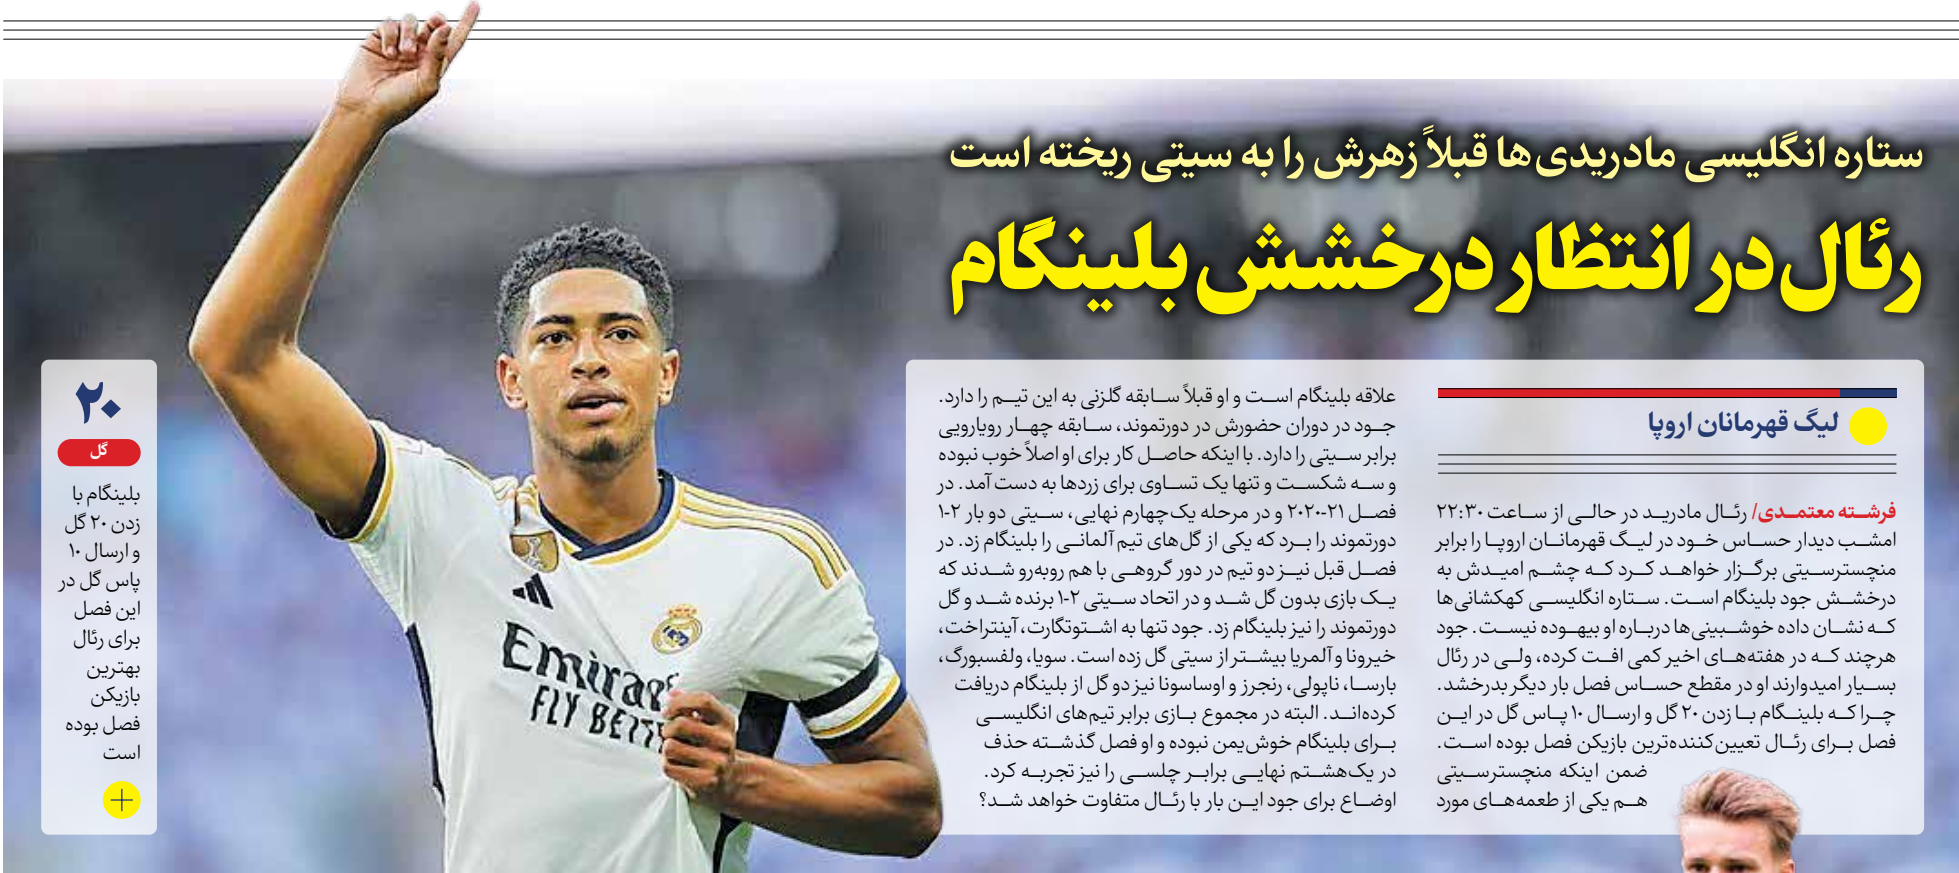 ستاره انگلیسی مادریدی‌ها قبلاً زهرش را به سیتی ریخته است
رئال در انتظار درخشش بلینگام
لیگ قهرمانان اروپا
فرشته معتمدی/ رئال مادرید در حالی از ساعت ۲۲:۳۰
امشب دیدار حساس خود در لیگ قهرمانان اروپا را برابر
منچسترسیتی برگزار خواهد کرد که چشم امیدش به
درخشش جود بلینگام است. ستاره انگلیسی کهکشانی‌ها
که نشان داده خوشبینی‌ها درباره او بیهوده نیست. جود
هرچند که در هفته‌های اخیر کمی افت کرده، ولی در رئال
بسیار امیدوارند او در مقطع حساس فصل بار دیگر بدرخشد.
چرا که بلینگام با زدن ۲۰ گل و ارسال ۱۰ پاس گل در این
فصل برای رئال تعیین‌کننده‌ترین بازیکن فصل بوده است.
ضمن اینکه منچسترسیتی
هم یکی از طعمه‌های مورد
علاقه بلینگام است و او قبلاً سابقه گلزنی به این تیم را دارد.
جود در دوران حضورش در دورتموند، سابقه چهار رویارویی
برابر سیتی را دارد. با اینکه حاصل کار برای او اصلاً خوب نبوده
و سه شکست و تنها یک تساوی برای زردها به دست آمد. در
فصل ۲۱-۲۰۲۰ و در مرحله یک‌چهارم نهایی، سیتی دو بار ۲-۱
دورتموند را برد که یکی از گل‌های تیم آلمانی را بلینگام زد. در
فصل قبل نیز دو تیم در دور گروهی با هم روبه‌رو شدند که
یک بازی بدون گل شد و در اتحاد سیتی ۲-۱ برنده شد و گل
دورتموند را نیز بلینگام زد. جود تنها به اشتوتگارت، آینتراخت،
خیرونا و آلمریا بیشتر از سیتی گل زده است. سویا، ولفسبورگ،
بارسا، ناپولی، رنجرز و اوساسونا نیز دو گل از بلینگام دریافت
کرده‌اند. البته در مجموع بازی برابر تیم‌های انگلیسی
برای بلینگام خوش‌یمن نبوده و او فصل گذشته حذف
در یک‌هشتم نهایی برابر چلسی را نیز تجربه کرد.
اوضاع برای جود این بار با رئال متفاوت خواهد شد؟
۲۰
گل
بلینگام با
زدن ۲۰ گل
و ارسال ۱۰
پاس گل در
این فصل
برای رئال
بهترین
بازیکن
فصل بوده
است
Emirates
FLY BETT